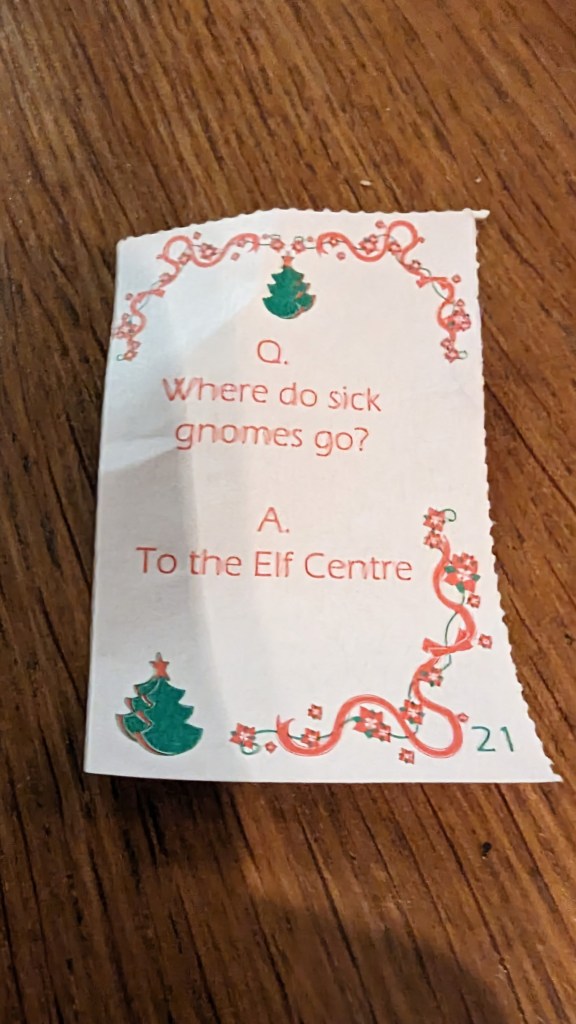 Q.
Where do sick
gnomes go?
A.
To the Elf Centre
21